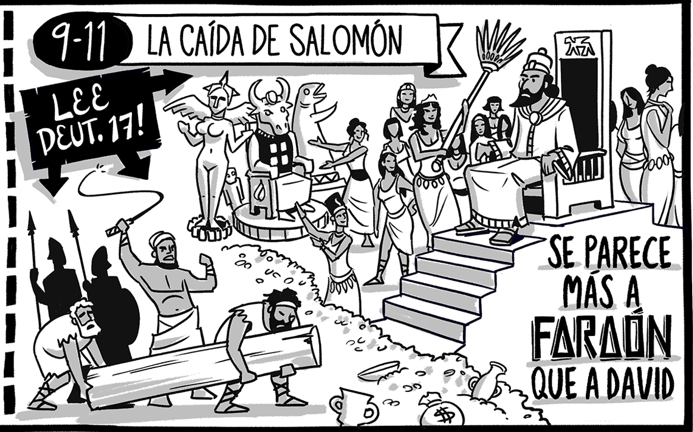 9-11
LA CAÍDA DE SALOMÓN
LEE
DEUT. 17!
SE PARECE
MÁS A
FARAÓN
QUE A DAVID
$